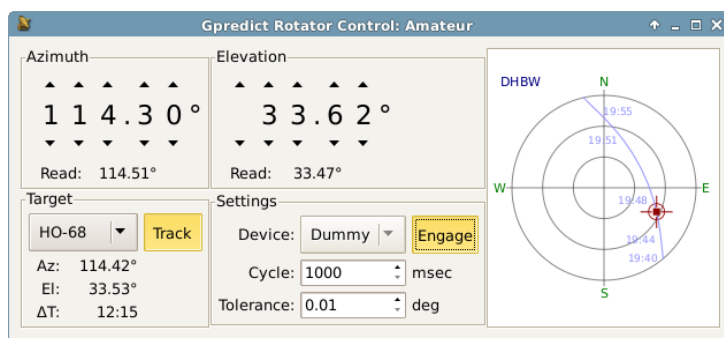 Gpredict Rotator Control: Amateur
Azimuth
114.30°
Read: 114.51°
Elevation
33.62°
Read: 33.47°
Target
HO-68
Track
Az: 114.42°
El: 33.53°
ΔT: 12:15
Settings
Device: Dummy Engage
Cycle: 1000 msec
Tolerance: 0.01 deg
DHBW
N
19:55
19:51
W
E
19:48
19:44
19:40
S